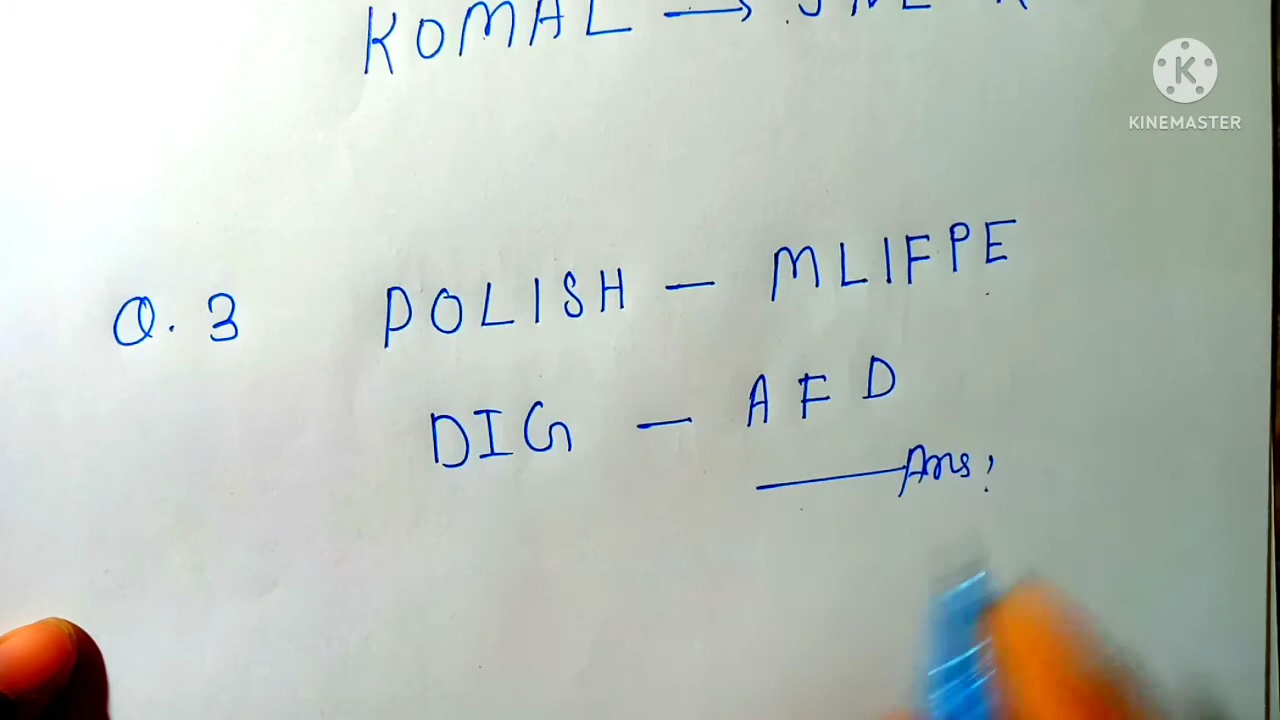 KOMAL →
KINEMASTER
Q. 3 POLISH — MLIFPE
DIG — AFD
Ans